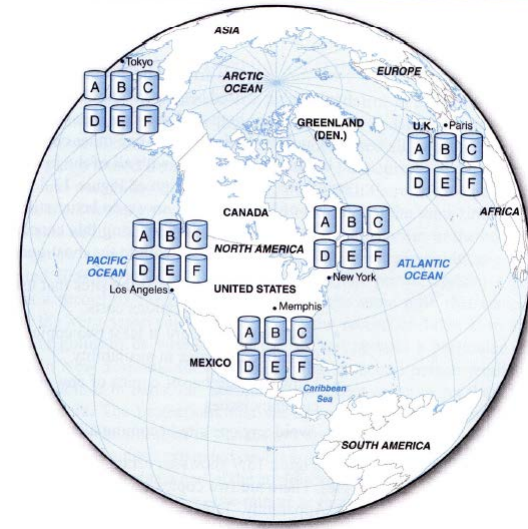 ASIA
Tokyo
A B C
D E F
ARCTIC
OCEAN
EUROPE
GREENLAND
(DEN.)
U.K.
Paris
A B C
D E F
AFRICA
CANADA
A B C
D E F
NORTH AMERICA
A B C
D E F
PACIFIC
OCEAN
ATLANTIC
OCEAN
Los Angeles
UNITED STATES
New York
Memphis
A B C
D E F
MEXICO
Caribbean
Sea
SOUTH AMERICA